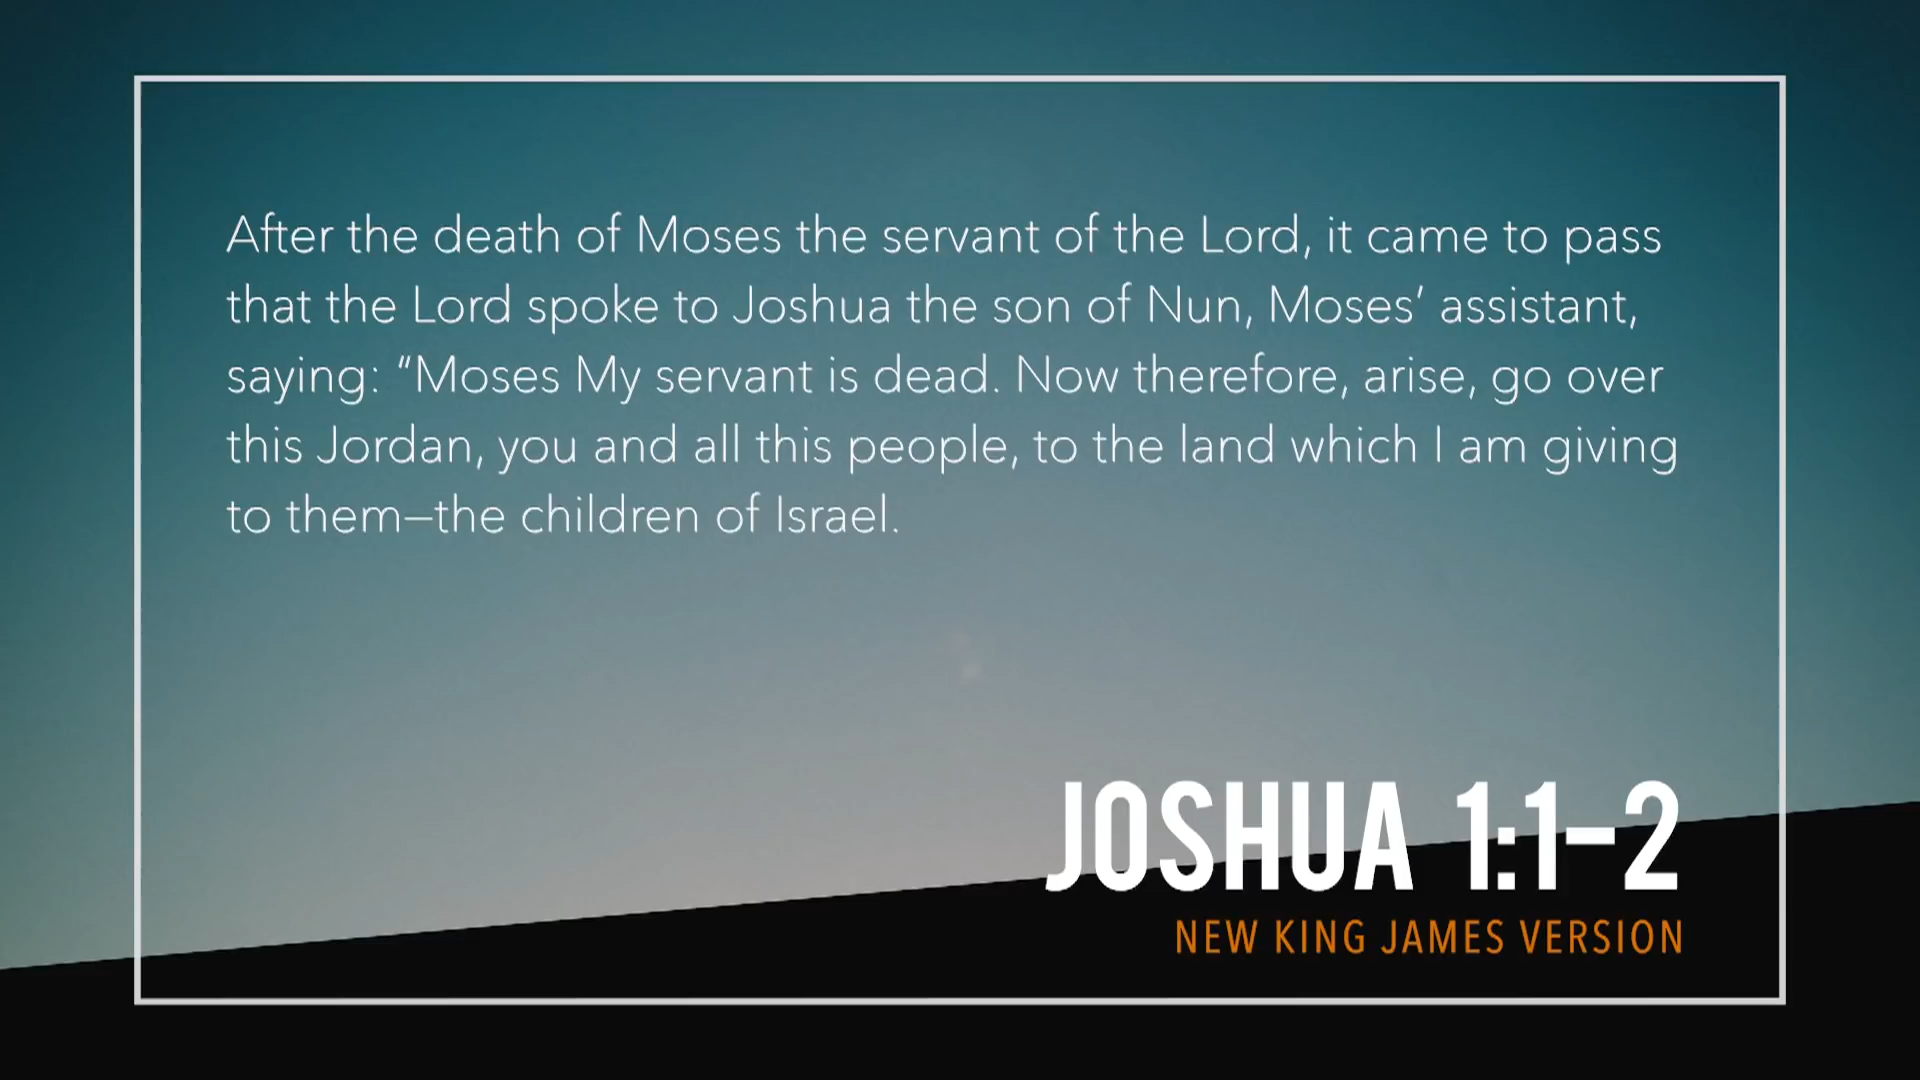 After the death of Moses the servant of the Lord, it came to pass
that the Lord spoke to Joshua the son of Nun, Moses’ assistant,
saying: “Moses My servant is dead. Now therefore, arise, go over
this Jordan, you and all this people, to the land which I am giving
to them—the children of Israel.
JOSHUA 1:1–2
NEW KING JAMES VERSION